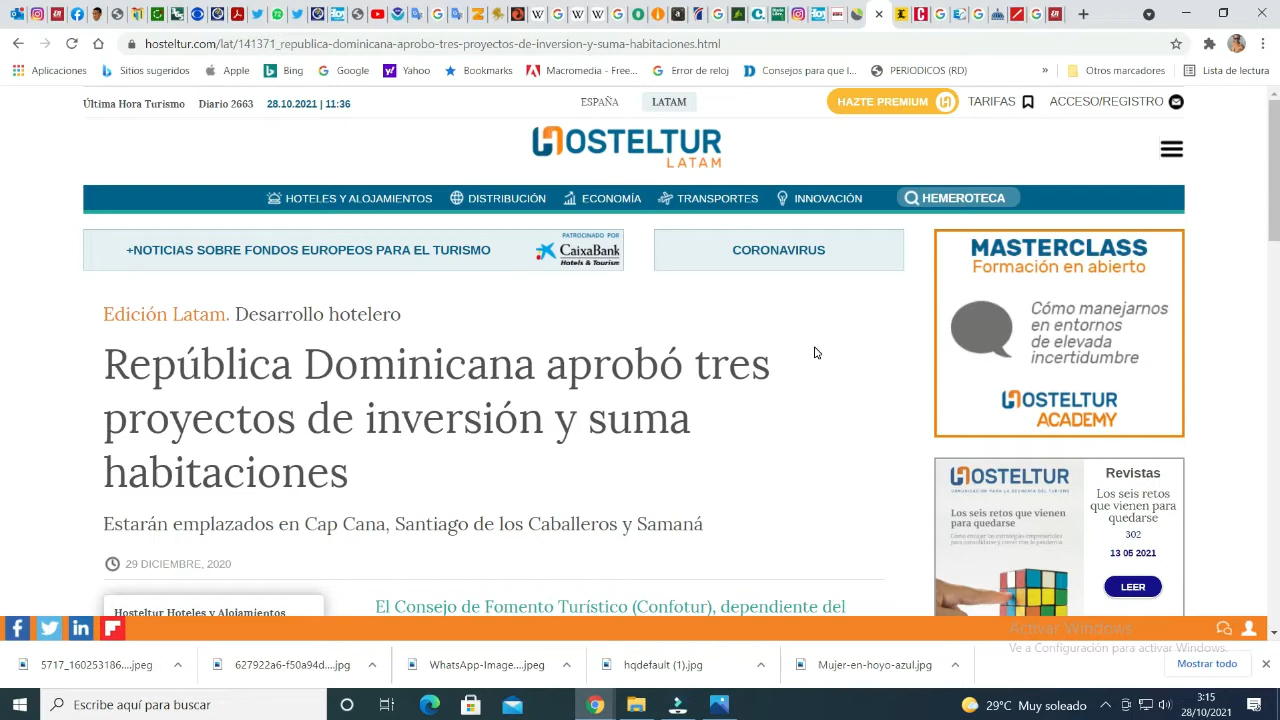 hosteltur.com/lat/141371_republica-dominicana-aprobo-tres-proyectos-de-inversion-y-suma-habitaciones.html
Aplicaciones Sitios sugeridos Apple Bing Google Yahoo Bookmarks Macromedia - Free... Error de reloj Consejos para que l... PERIODICOS (RD) » Otros marcadores Lista de lectura
Última Hora Turismo Diario 2663 28.10.2021 | 11:36 ESPAÑA LATAM HAZTE PREMIUM TARIFAS ACCESO/REGISTRO
HOSTELTUR
LATAM
HOTELES Y ALOJAMIENTOS DISTRIBUCIÓN ECONOMÍA TRANSPORTES INNOVACIÓN HEMEROTECA
+NOTICIAS SOBRE FONDOS EUROPEOS PARA EL TURISMO
PATROCINADO POR
CaixaBank
Hotels & Tourism
CORONAVIRUS
MASTERCLASS
Formación en abierto
Cómo manejarnos
en entornos
de elevada
incertidumbre
HOSTELTUR
ACADEMY
Edición Latam. Desarrollo hotelero
República Dominicana aprobó tres
proyectos de inversión y suma
habitaciones
Estarán emplazados en Cap Cana, Santiago de los Caballeros y Samaná
29 DICIEMBRE, 2020
Hosteltur Hoteles y Alojamientos
El Consejo de Fomento Turístico (Confotur), dependiente del
HOSTELTUR
COMUNICACIÓN PARA LA ECONOMÍA DEL TURISMO
Los seis retos que vienen
para quedarse
Revistas
Los seis retos
que vienen para
quedarse
302
13 05 2021
LEER
Activar Windows
Ve a Configuración para activar Windows.
5717_160253186....jpeg 627922a6-f50a94d....jpg WhatsApp-Image....jpeg hqdefault (1).jpg Mujer-en-hoyo-azul.jpg Mostrar todo
Escribe aquí para buscar 29°C Muy soleado 3:15
28/10/2021